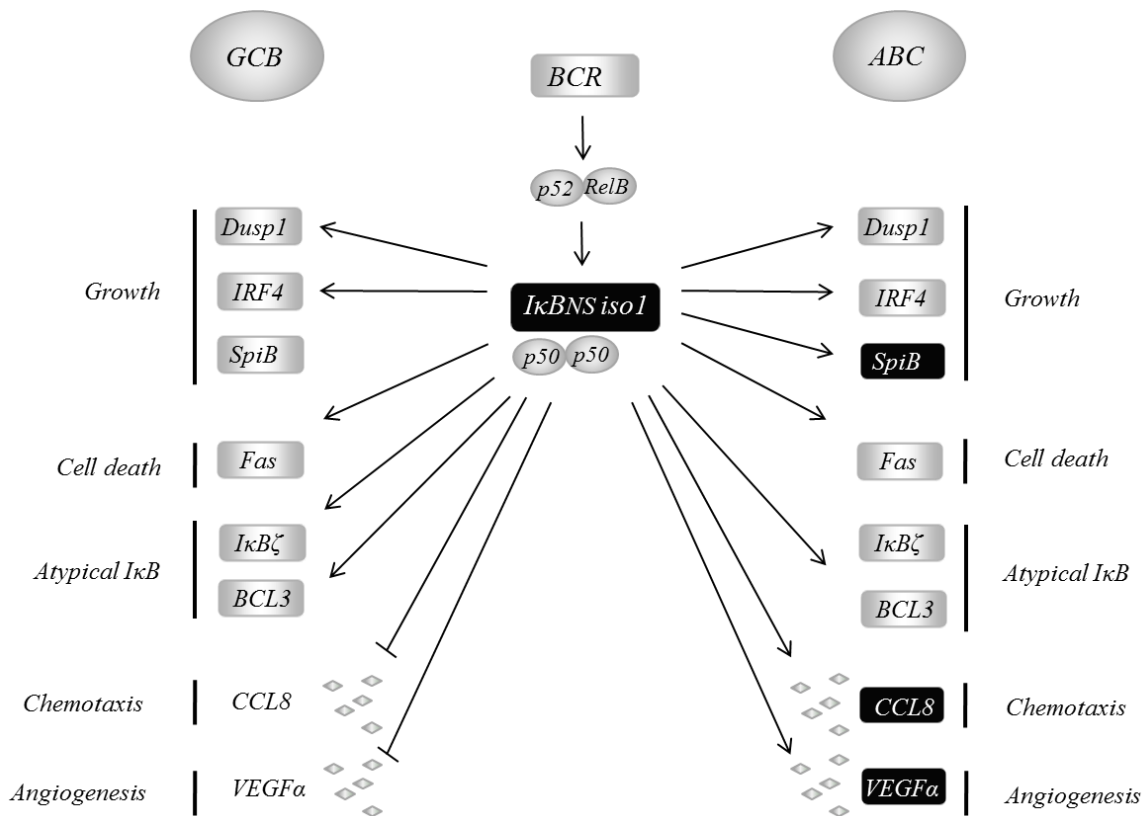 GCB
BCR
ABC
p52
RelB
Growth
Dusp1
IRF4
SpiB
IκBNS iso1
p50
p50
Dusp1
IRF4
SpiB
Growth
Cell death
Fas
Fas
Cell death
Atypical IκB
IκBζ
BCL3
IκBζ
BCL3
Atypical IκB
Chemotaxis
CCL8
CCL8
Chemotaxis
Angiogenesis
VEGFα
VEGFα
Angiogenesis